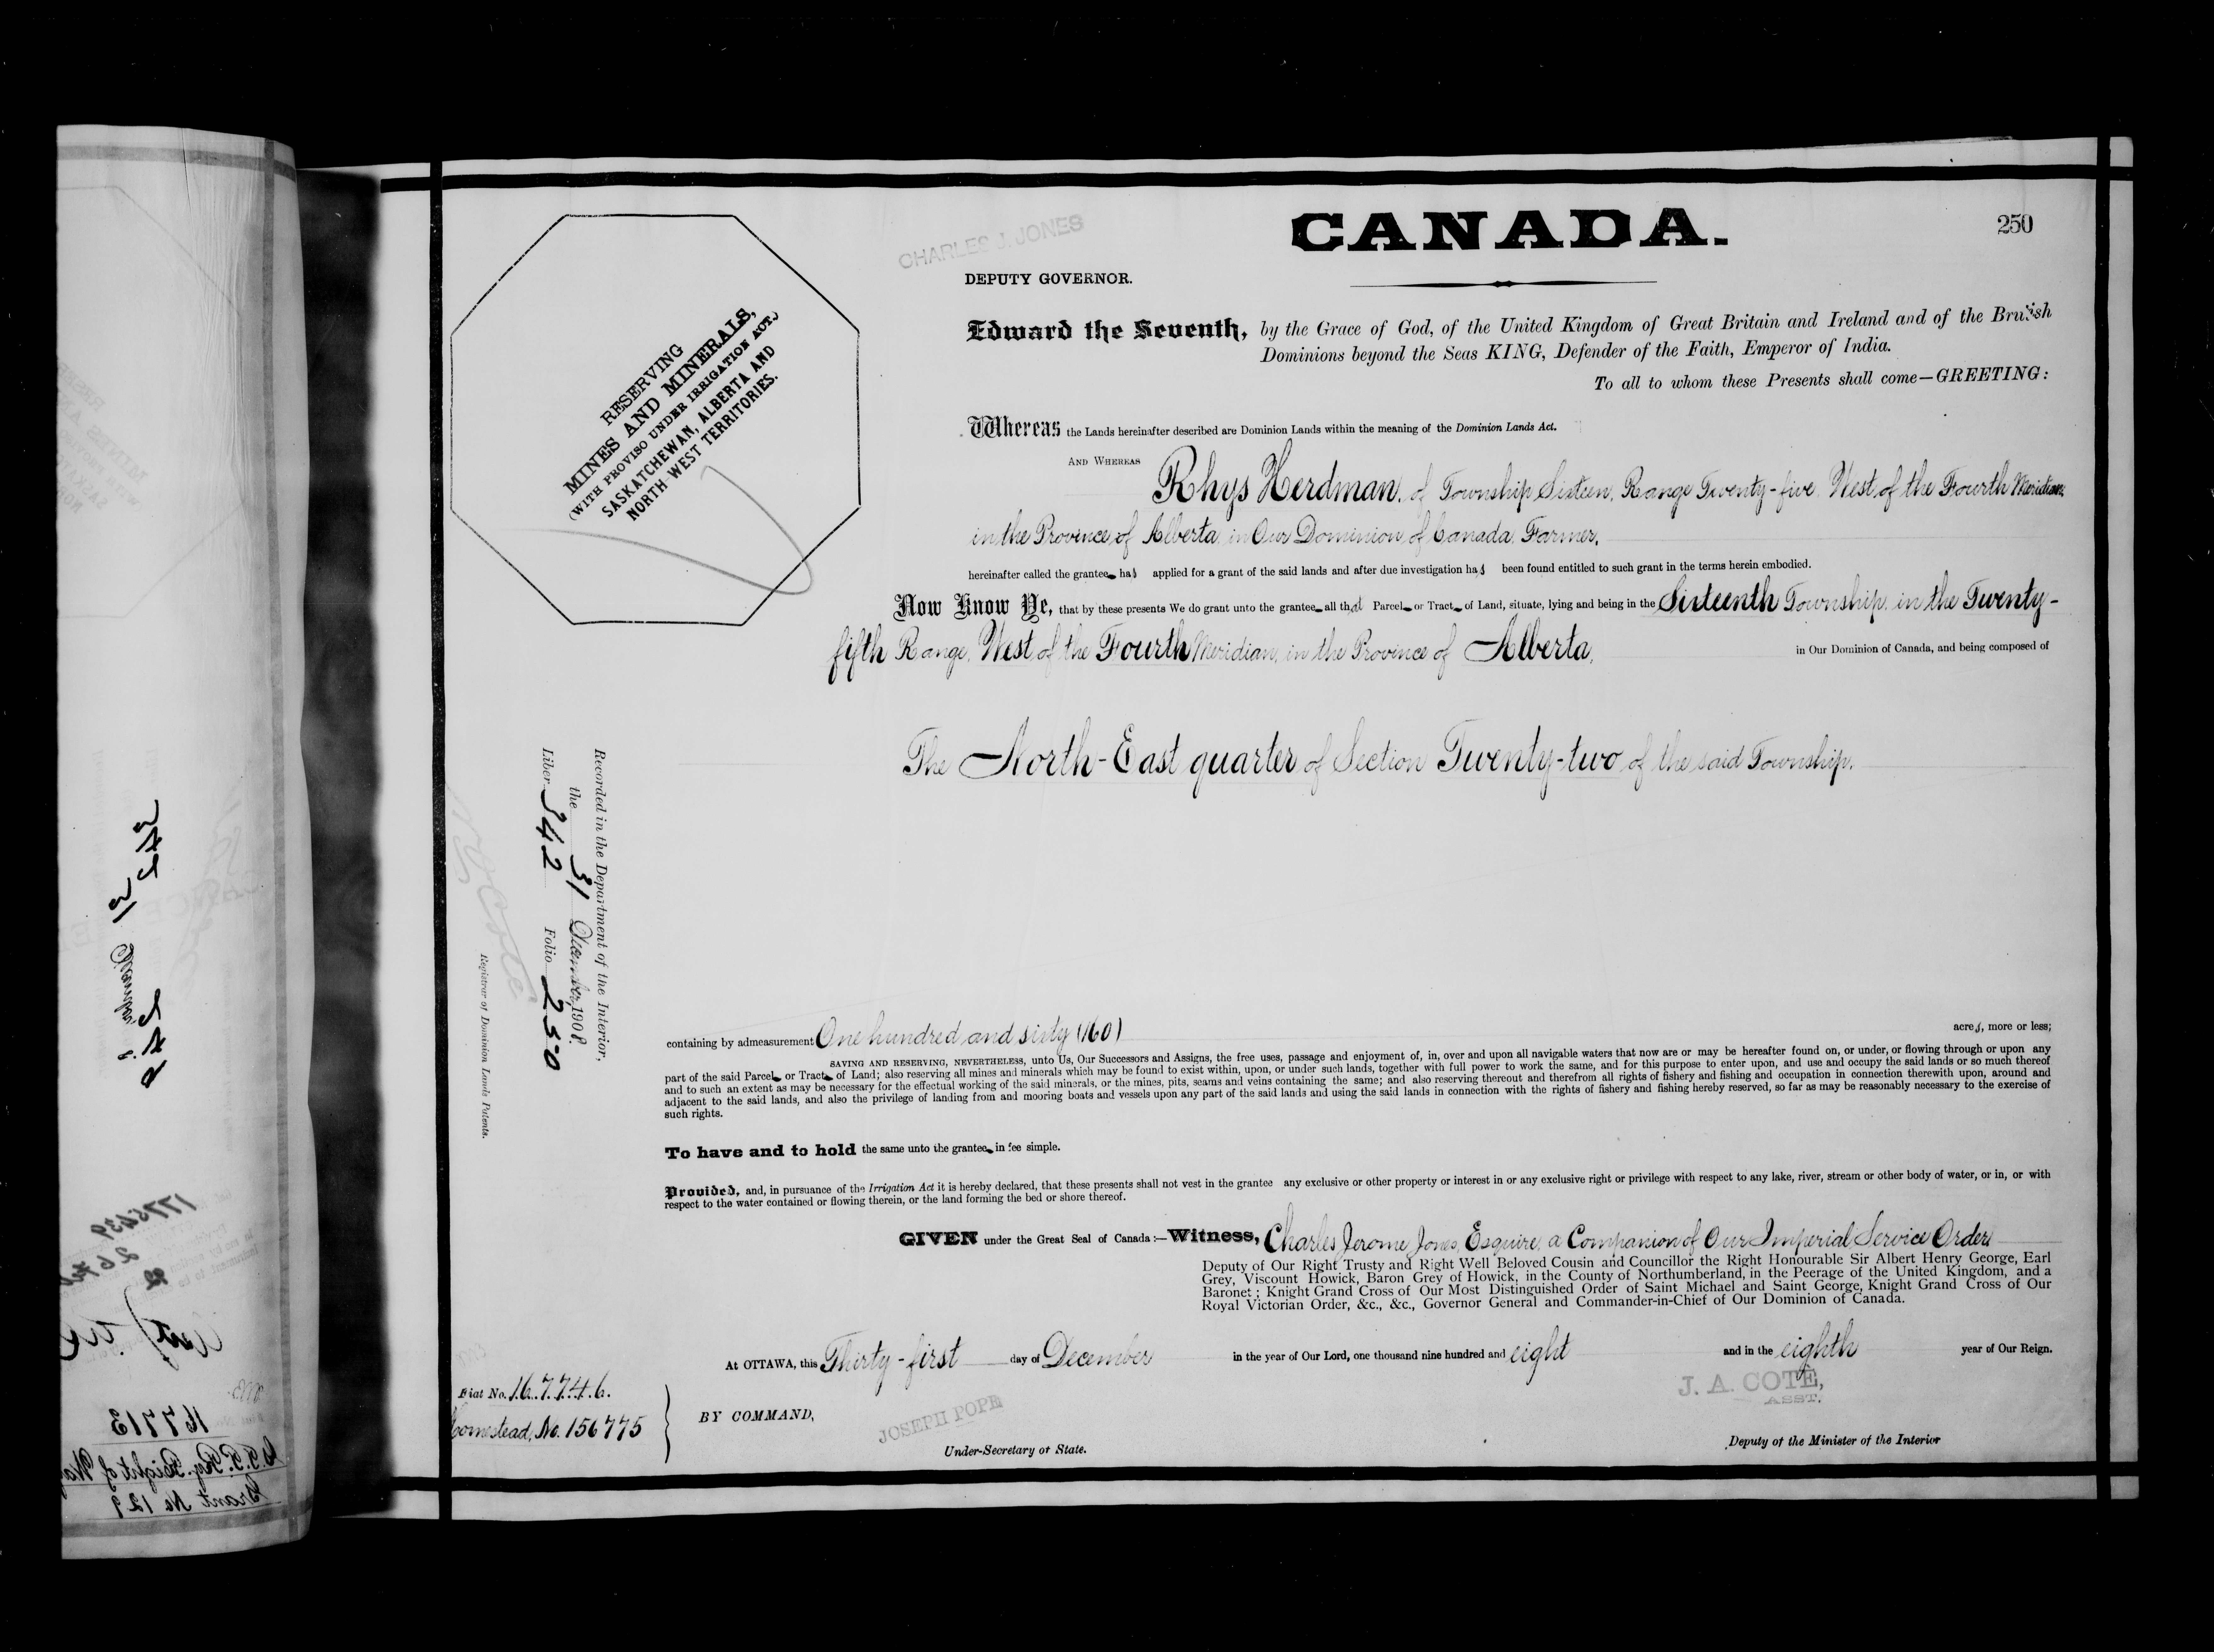 CANADA.
250
CHARLES J. JONES
DEPUTY GOVERNOR.
RESERVING
MINES AND MINERALS,
(WITH PROVISO UNDER IRRIGATION ACT.)
SASKATCHEWAN, ALBERTA AND
NORTH-WEST TERRITORIES.
Edward the Seventh, by the Grace of God, of the United Kingdom of Great Britain and Ireland and of the British
Dominions beyond the Seas KING, Defender of the Faith, Emperor of India.
To all to whom these Presents shall come—GREETING:
Whereas the Lands hereinafter described are Dominion Lands within the meaning of the Dominion Lands Act.
AND WHEREAS Rhys Herdman, of Township Sixteen, Range Twenty-five, West of the Fourth Meridian,
in the Province of Alberta, in Our Dominion of Canada, Farmer,
hereinafter called the grantee has applied for a grant of the said lands and after due investigation has been found entitled to such grant in the terms herein embodied.
Now Know Ye, that by these presents We do grant unto the grantee all that Parcel or Tract of Land, situate, lying and being in the Sixteenth Township, in the Twenty-
fifth Range, West of the Fourth Meridian, in the Province of Alberta, in Our Dominion of Canada, and being composed of
The North-East quarter of Section Twenty-two of the said Township.
Recorded in the Department of the Interior,
the 31 December, 1908.
Liber 342 Folio 250
Registrar of Dominion Lands Patents.
containing by admeasurement One hundred and sixty (160) acres, more or less;
SAVING AND RESERVING, NEVERTHELESS, unto Us, Our Successors and Assigns, the free uses, passage and enjoyment of, in, over and upon all navigable waters that now are or may be hereafter found on, or under, or flowing through or upon any
part of the said Parcel or Tract of Land; also reserving all mines and minerals which may be found to exist within, upon, or under such lands, together with full power to work the same, and for this purpose to enter upon, and use and occupy the said lands or so much thereof
and to such an extent as may be necessary for the effectual working of the said minerals, or the mines, pits, seams and veins containing the same; and also reserving thereout and therefrom all rights of fishery and fishing and occupation in connection therewith upon, around and
adjacent to the said lands, and also the privilege of landing from and mooring boats and vessels upon any part of the said lands and using the said lands in connection with the rights of fishery and fishing hereby reserved, so far as may be reasonably necessary to the exercise of
such rights.
To have and to hold the same unto the grantee in fee simple.
Provided, and, in pursuance of the Irrigation Act it is hereby declared, that these presents shall not vest in the grantee any exclusive or other property or interest in or any exclusive right or privilege with respect to any lake, river, stream or other body of water, or in, or with
respect to the water contained or flowing therein, or the land forming the bed or shore thereof.
GIVEN under the Great Seal of Canada:—Witness, Charles Jerome Jones, Esquire, a Companion of Our Imperial Service Order,
Deputy of Our Right Trusty and Right Well Beloved Cousin and Councillor the Right Honourable Sir Albert Henry George, Earl
Grey, Viscount Howick, Baron Grey of Howick, in the County of Northumberland, in the Peerage of the United Kingdom, and a
Baronet; Knight Grand Cross of Our Most Distinguished Order of Saint Michael and Saint George, Knight Grand Cross of Our
Royal Victorian Order, &c., &c., Governor General and Commander-in-Chief of Our Dominion of Canada.
At OTTAWA, this Thirty-first day of December in the year of Our Lord, one thousand nine hundred and eight and in the eighth year of Our Reign.
Fiat No. 167746.
Homestead, No. 156775
BY COMMAND,
JOSEPH POPE
Under-Secretary of State.
J. A. COTE,
ASST.
Deputy of the Minister of the Interior